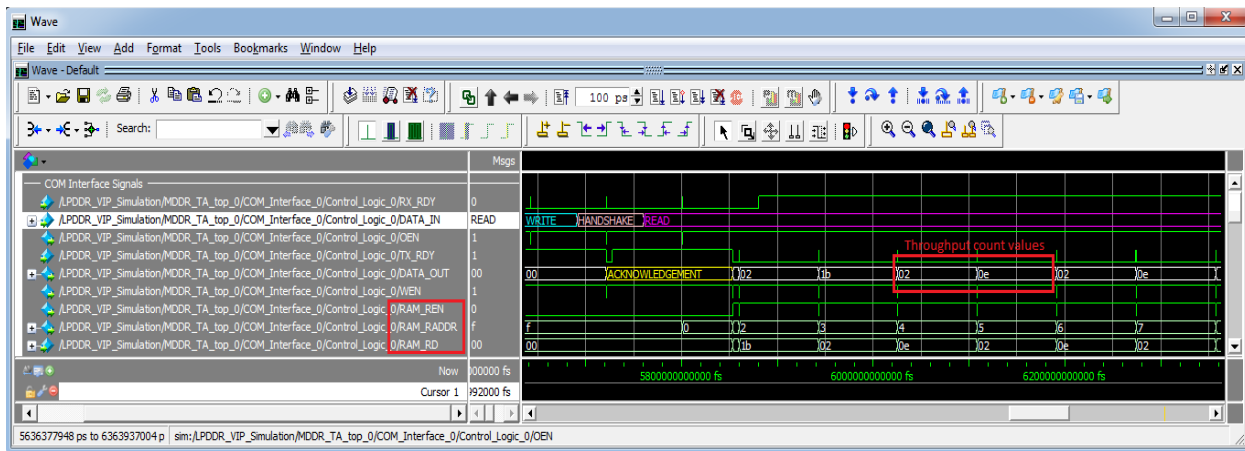 Wave
File Edit View Add Format Tools Bookmarks Window Help
Wave - Default
100 ps
Search:
Msgs
COM Interface Signals
/LPDDR_VIP_Simulation/MDDR_TA_top_0/COM_Interface_0/Control_Logic_0/RX_RDY 0
/LPDDR_VIP_Simulation/MDDR_TA_top_0/COM_Interface_0/Control_Logic_0/DATA_IN READ WRITE HANDSHAKE READ
/LPDDR_VIP_Simulation/MDDR_TA_top_0/COM_Interface_0/Control_Logic_0/OEN 1
Throughput count values
/LPDDR_VIP_Simulation/MDDR_TA_top_0/COM_Interface_0/Control_Logic_0/TX_RDY 1
/LPDDR_VIP_Simulation/MDDR_TA_top_0/COM_Interface_0/Control_Logic_0/DATA_OUT 00 00 ACKNOWLEDGEMENT 02 1b 02 0e 02 0e
/LPDDR_VIP_Simulation/MDDR_TA_top_0/COM_Interface_0/Control_Logic_0/WEN 1
/LPDDR_VIP_Simulation/MDDR_TA_top_0/COM_Interface_0/Control_Logic_0/RAM_REN 0
/LPDDR_VIP_Simulation/MDDR_TA_top_0/COM_Interface_0/Control_Logic_0/RAM_RADDR f f 0 2 3 4 5 6 7
/LPDDR_VIP_Simulation/MDDR_TA_top_0/COM_Interface_0/Control_Logic_0/RAM_RD 00 00 1b 02 0e 02 0e 02
Now 000000 fs 5800000000000 fs 6000000000000 fs 6200000000000 fs
Cursor 1 992000 fs
5636377948 ps to 6363937004 p sim:/LPDDR_VIP_Simulation/MDDR_TA_top_0/COM_Interface_0/Control_Logic_0/OEN